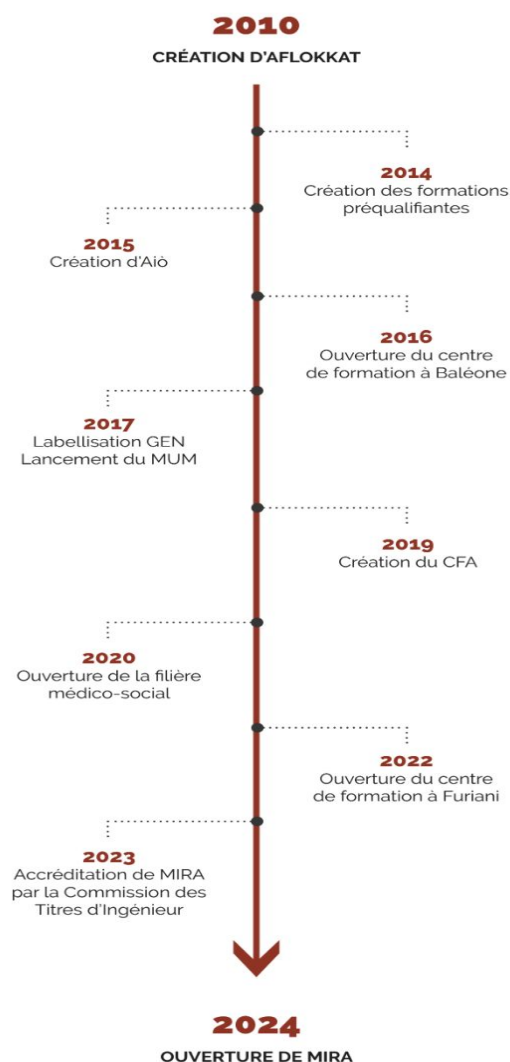 2010
CRÉATION D'AFLOKKAT
2014
Création des formations
préqualifiantes
2015
Création d'Aiò
2016
Ouverture du centre
de formation à Baléone
2017
Labellisation GEN
Lancement du MUM
2019
Création du CFA
2020
Ouverture de la filière
médico-social
2022
Ouverture du centre
de formation à Furiani
2023
Accréditation de MIRA
par la Commission des
Titres d'Ingénieur
2024
OUVERTURE DE MIRA